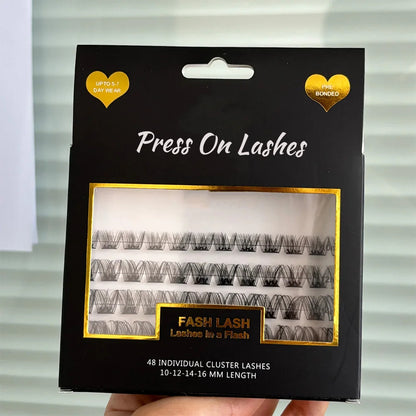 UPTO 5-7
DAY WEAR
PRE
BONDED
Press On Lashes
FASH LASH
Lashes in a Flash
48 INDIVIDUAL CLUSTER LASHES
10-12-14-16 MM LENGTH